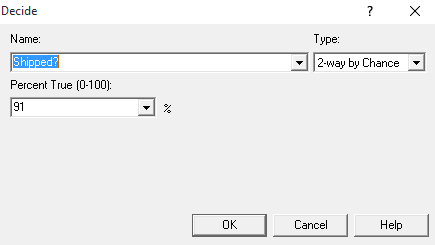 Decide ?
Name: Type:
Shipped? 2-way by Chance
Percent True (0-100):
91 %
OK Cancel Help